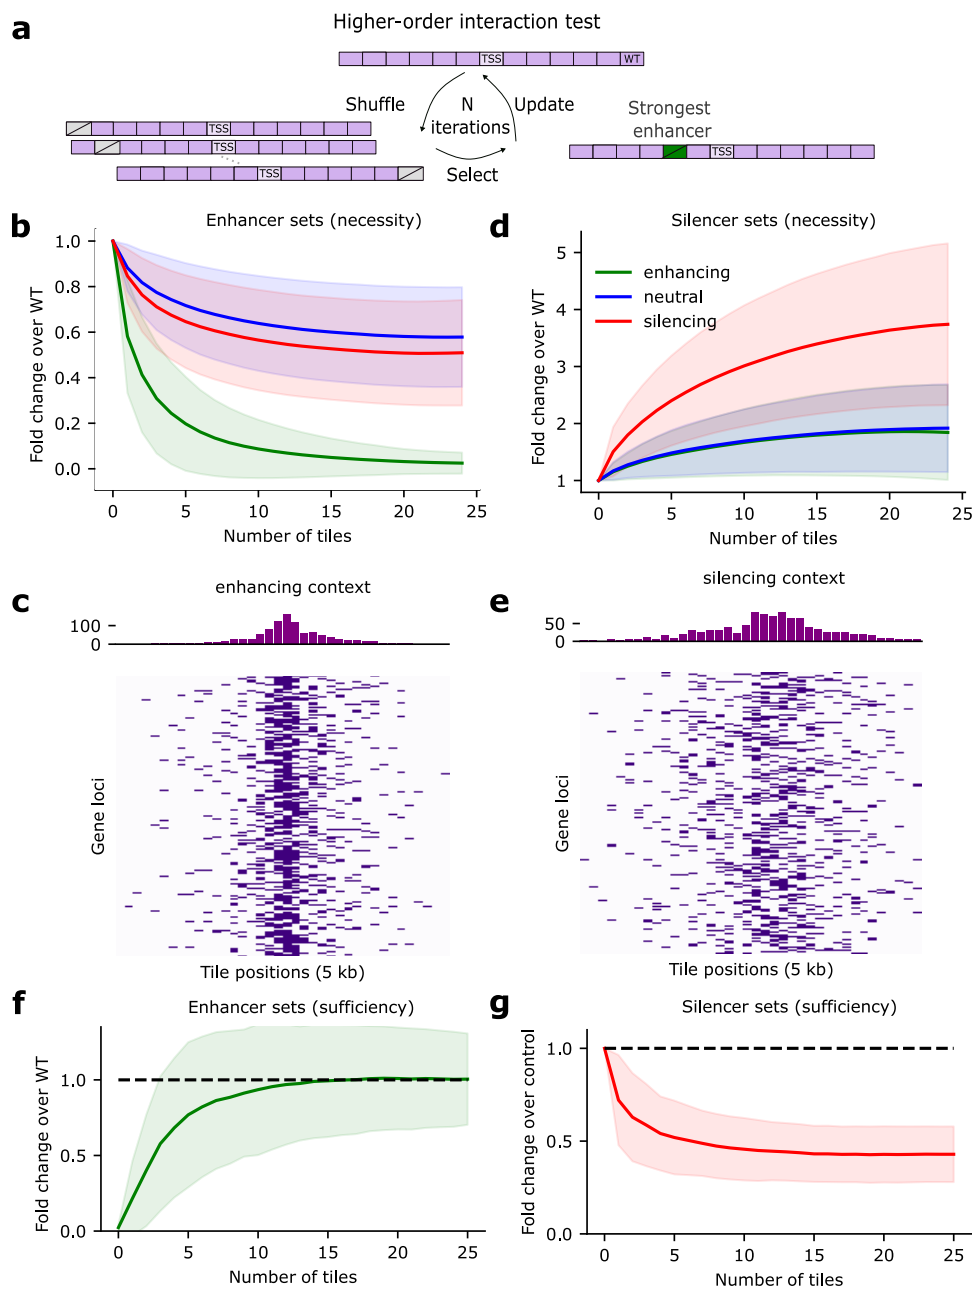 a
Higher-order interaction test
TSS
WT
Shuffle
N
iterations
Update
Select
TSS
TSS
TSS
Strongest
enhancer
TSS
b
Enhancer sets (necessity)
Fold change over WT
1.0
0.8
0.6
0.4
0.2
0.0
0
5
10
15
20
25
Number of tiles
d
Silencer sets (necessity)
enhancing
neutral
silencing
Fold change over WT
5
4
3
2
1
0
5
10
15
20
25
Number of tiles
c
enhancing context
100
0
Gene loci
Tile positions (5 kb)
e
silencing context
50
0
Gene loci
Tile positions (5 kb)
f
Enhancer sets (sufficiency)
Fold change over WT
1.0
0.5
0.0
0
5
10
15
20
25
Number of tiles
g
Silencer sets (sufficiency)
Fold change over control
1.0
0.5
0.0
0
5
10
15
20
25
Number of tiles